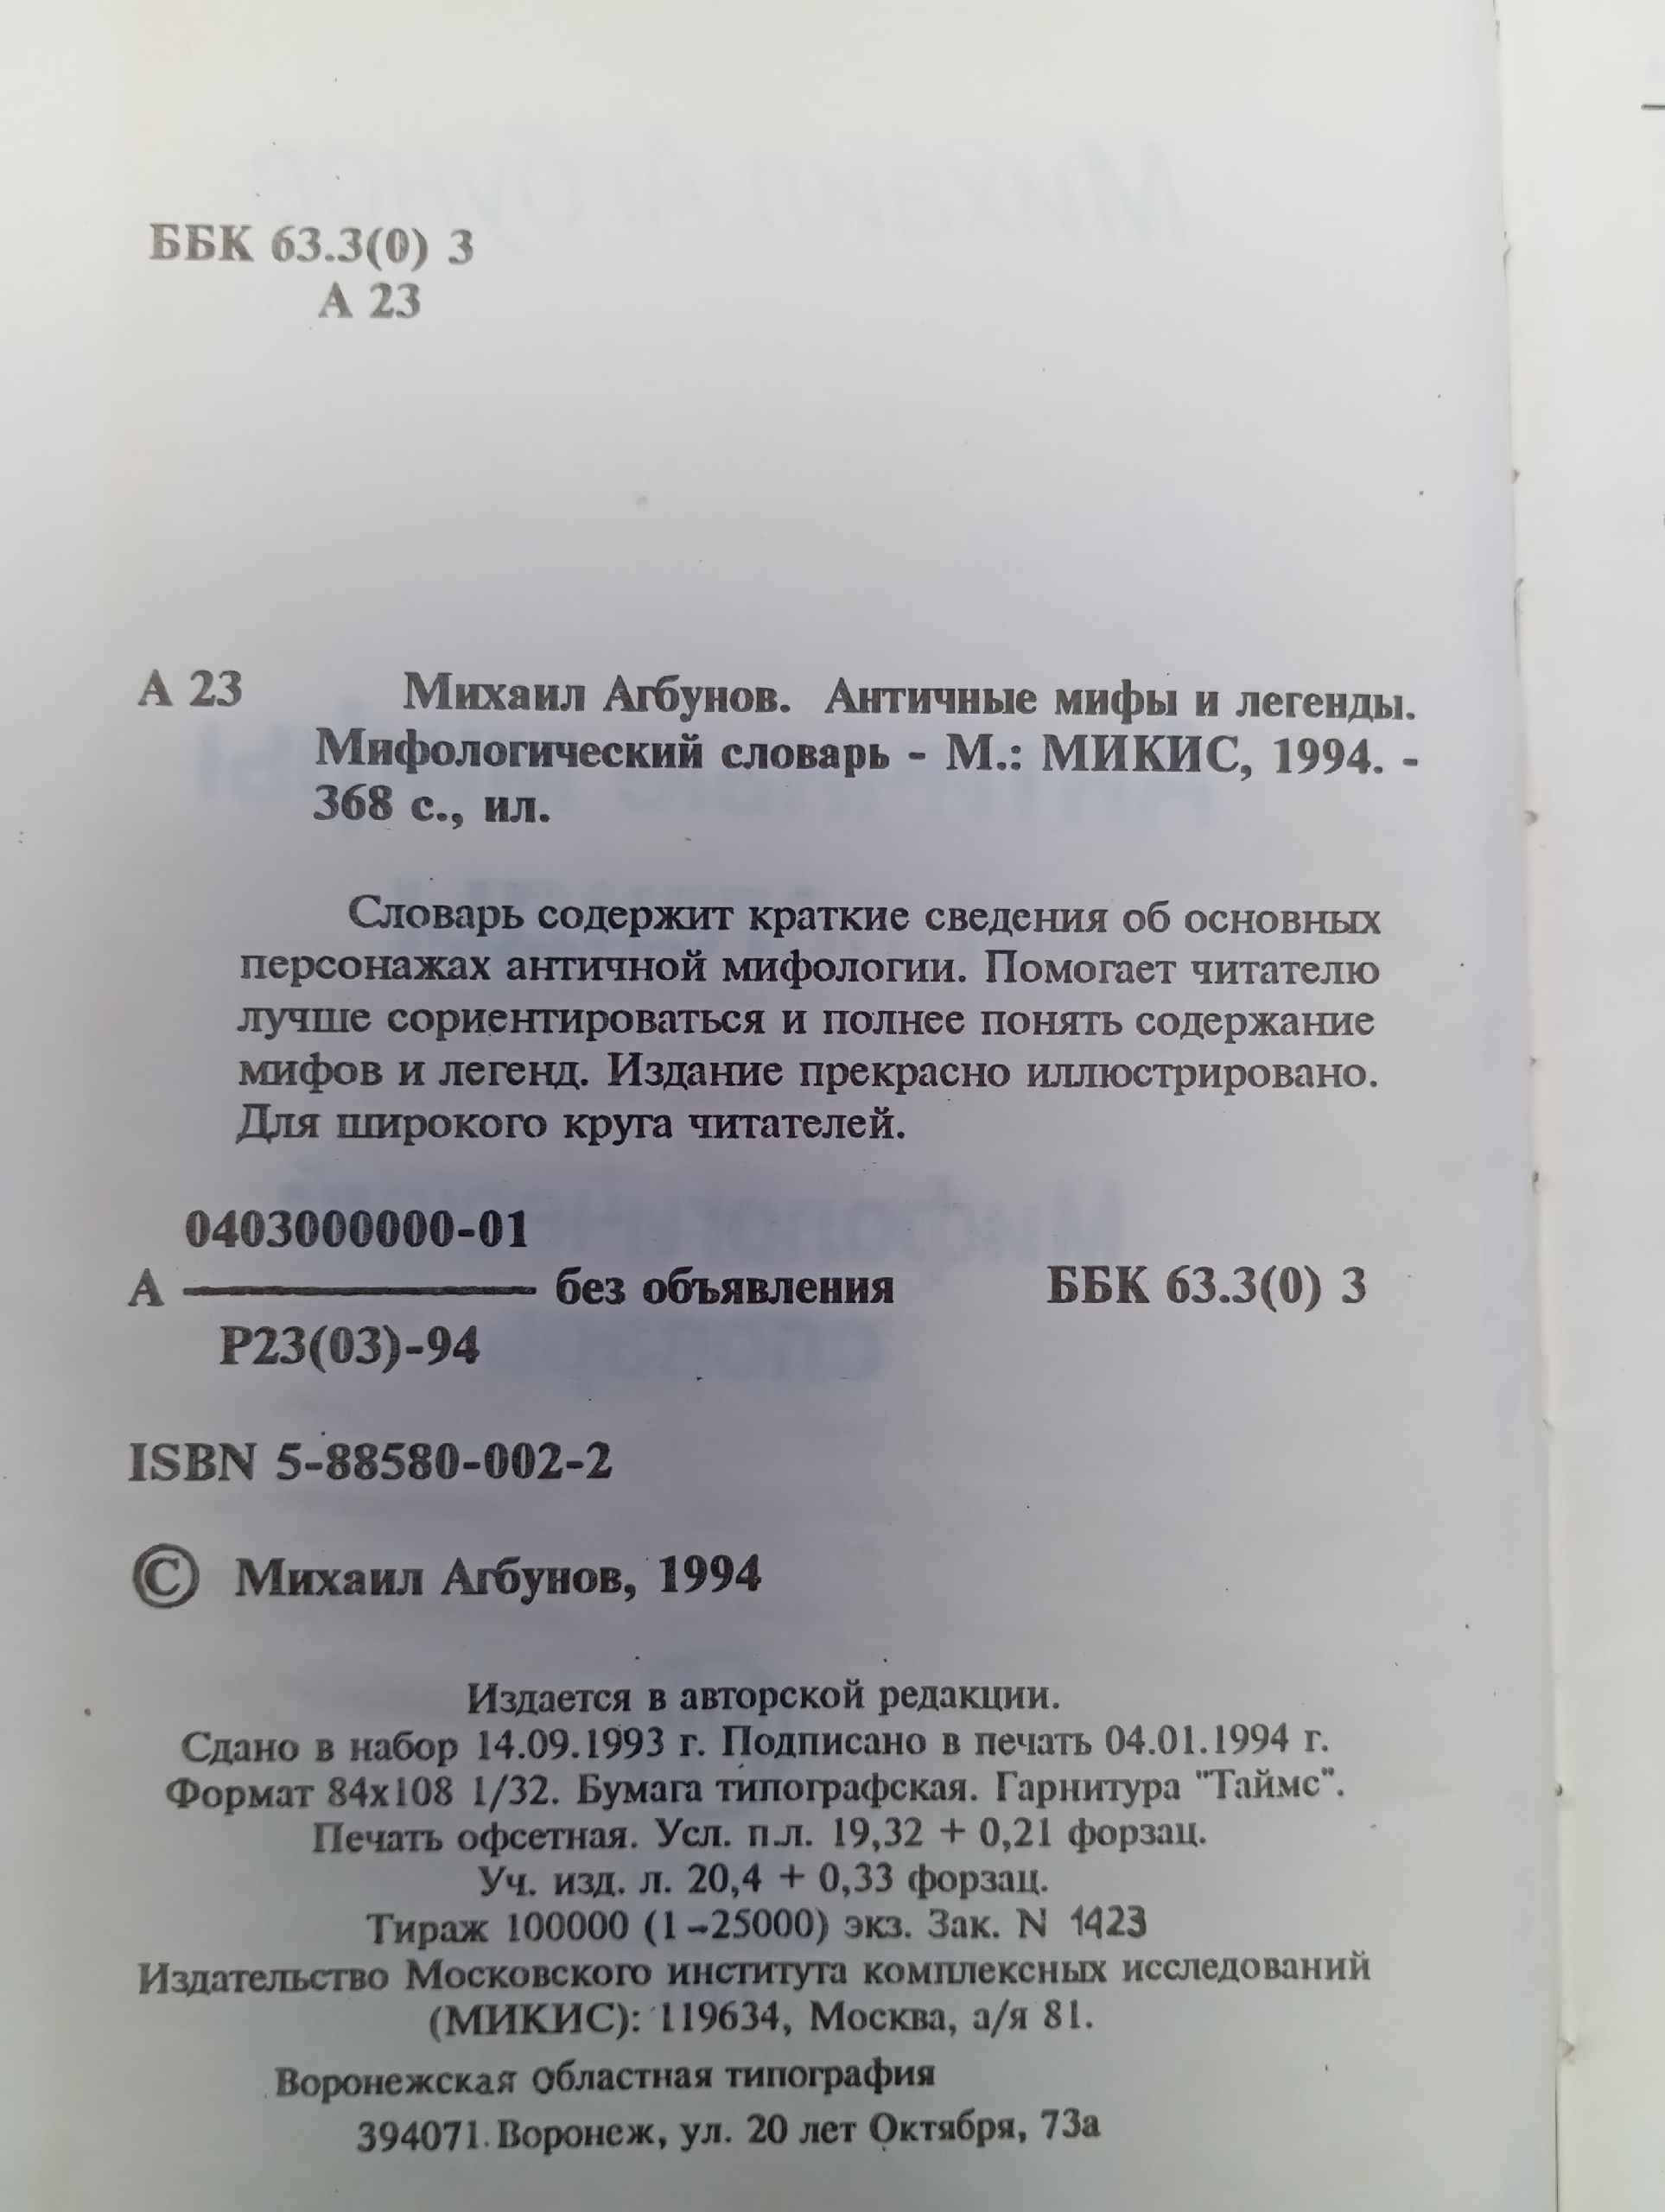 ББК 63.3(0) 3
А 23
А 23 Михаил Агбунов. Античные мифы и легенды.
Мифологический словарь - М.: МИКИС, 1994. -
368 с., ил.
Словарь содержит краткие сведения об основных
персонажах античной мифологии. Помогает читателю
лучше сориентироваться и полнее понять содержание
мифов и легенд. Издание прекрасно иллюстрировано.
Для широкого круга читателей.
0403000000-01
А ———— без объявления ББК 63.3(0) 3
Р23(03)-94
ISBN 5-88580-002-2
© Михаил Агбунов, 1994
Издается в авторской редакции.
Сдано в набор 14.09.1993 г. Подписано в печать 04.01.1994 г.
Формат 84х108 1/32. Бумага типографская. Гарнитура "Таймс".
Печать офсетная. Усл. п.л. 19,32 + 0,21 форзац.
Уч. изд. л. 20,4 + 0,33 форзац.
Тираж 100000 (1-25000) экз. Зак. N 1423
Издательство Московского института комплексных исследований
(МИКИС): 119634, Москва, а/я 81.
Воронежская областная типография
394071. Воронеж, ул. 20 лет Октября, 73а